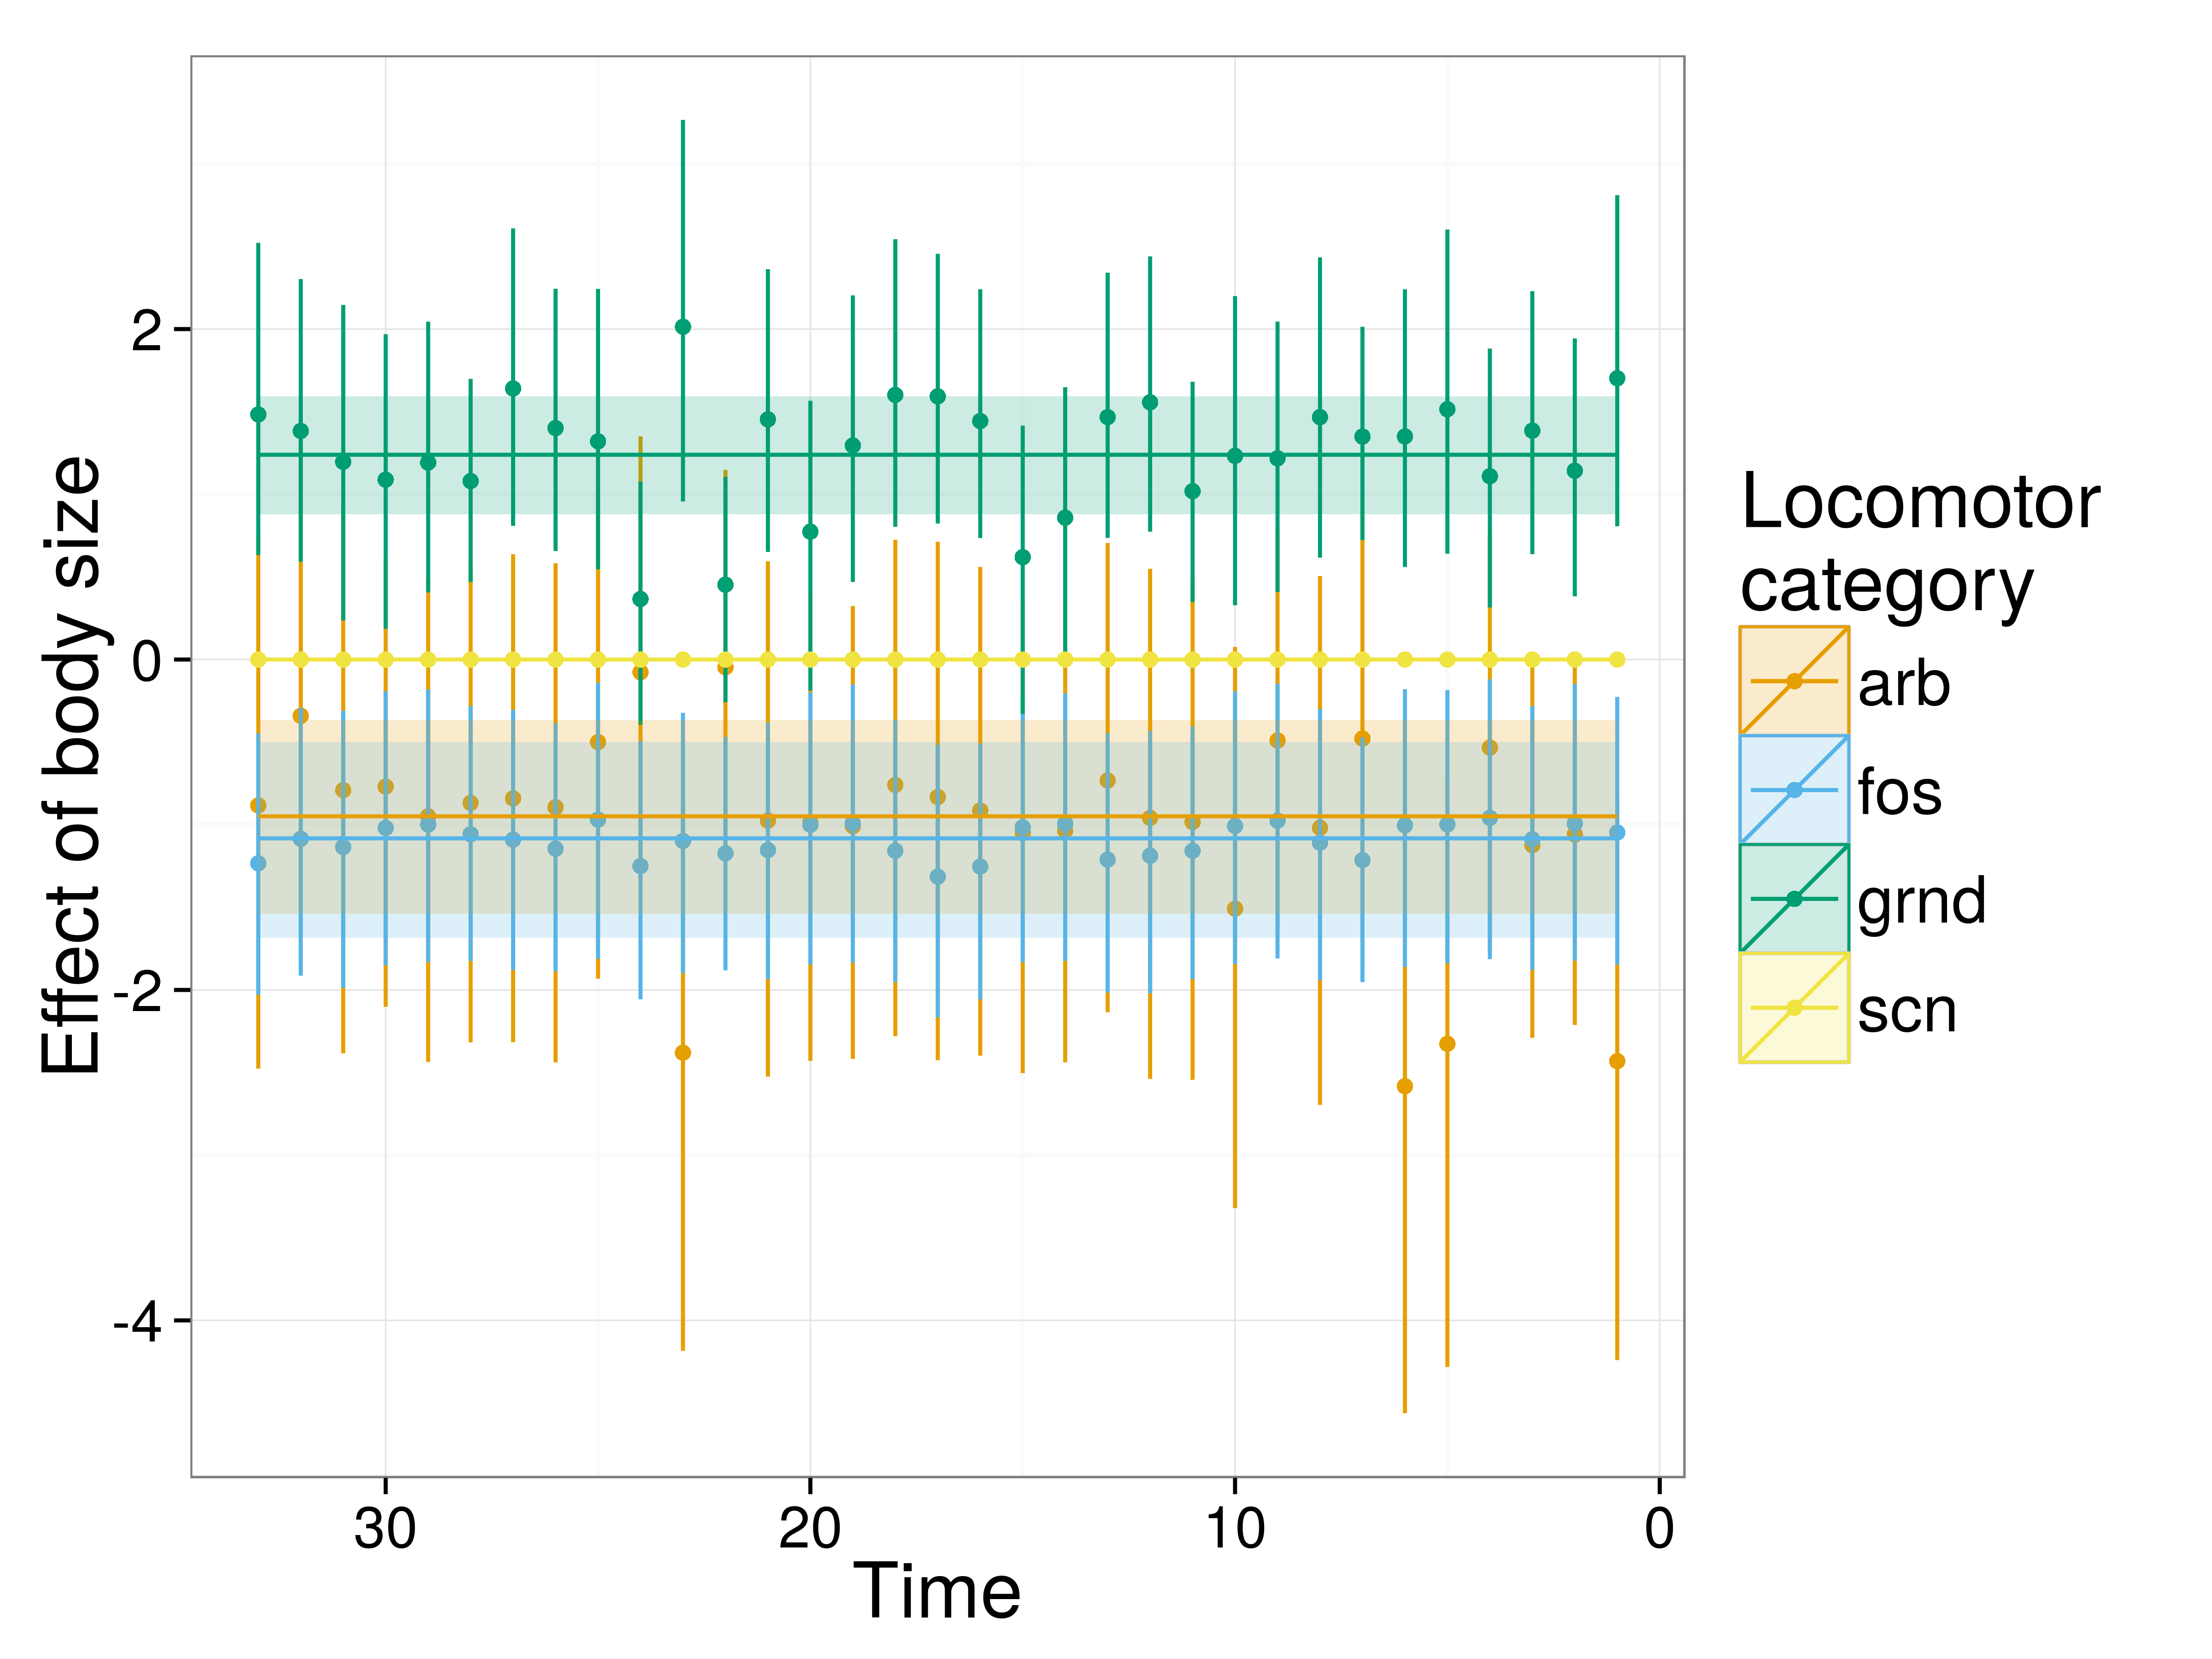 Effect of body size
2
0
-2
-4
30
20
10
0
Time
Locomotor
category
arb
fos
grnd
scn